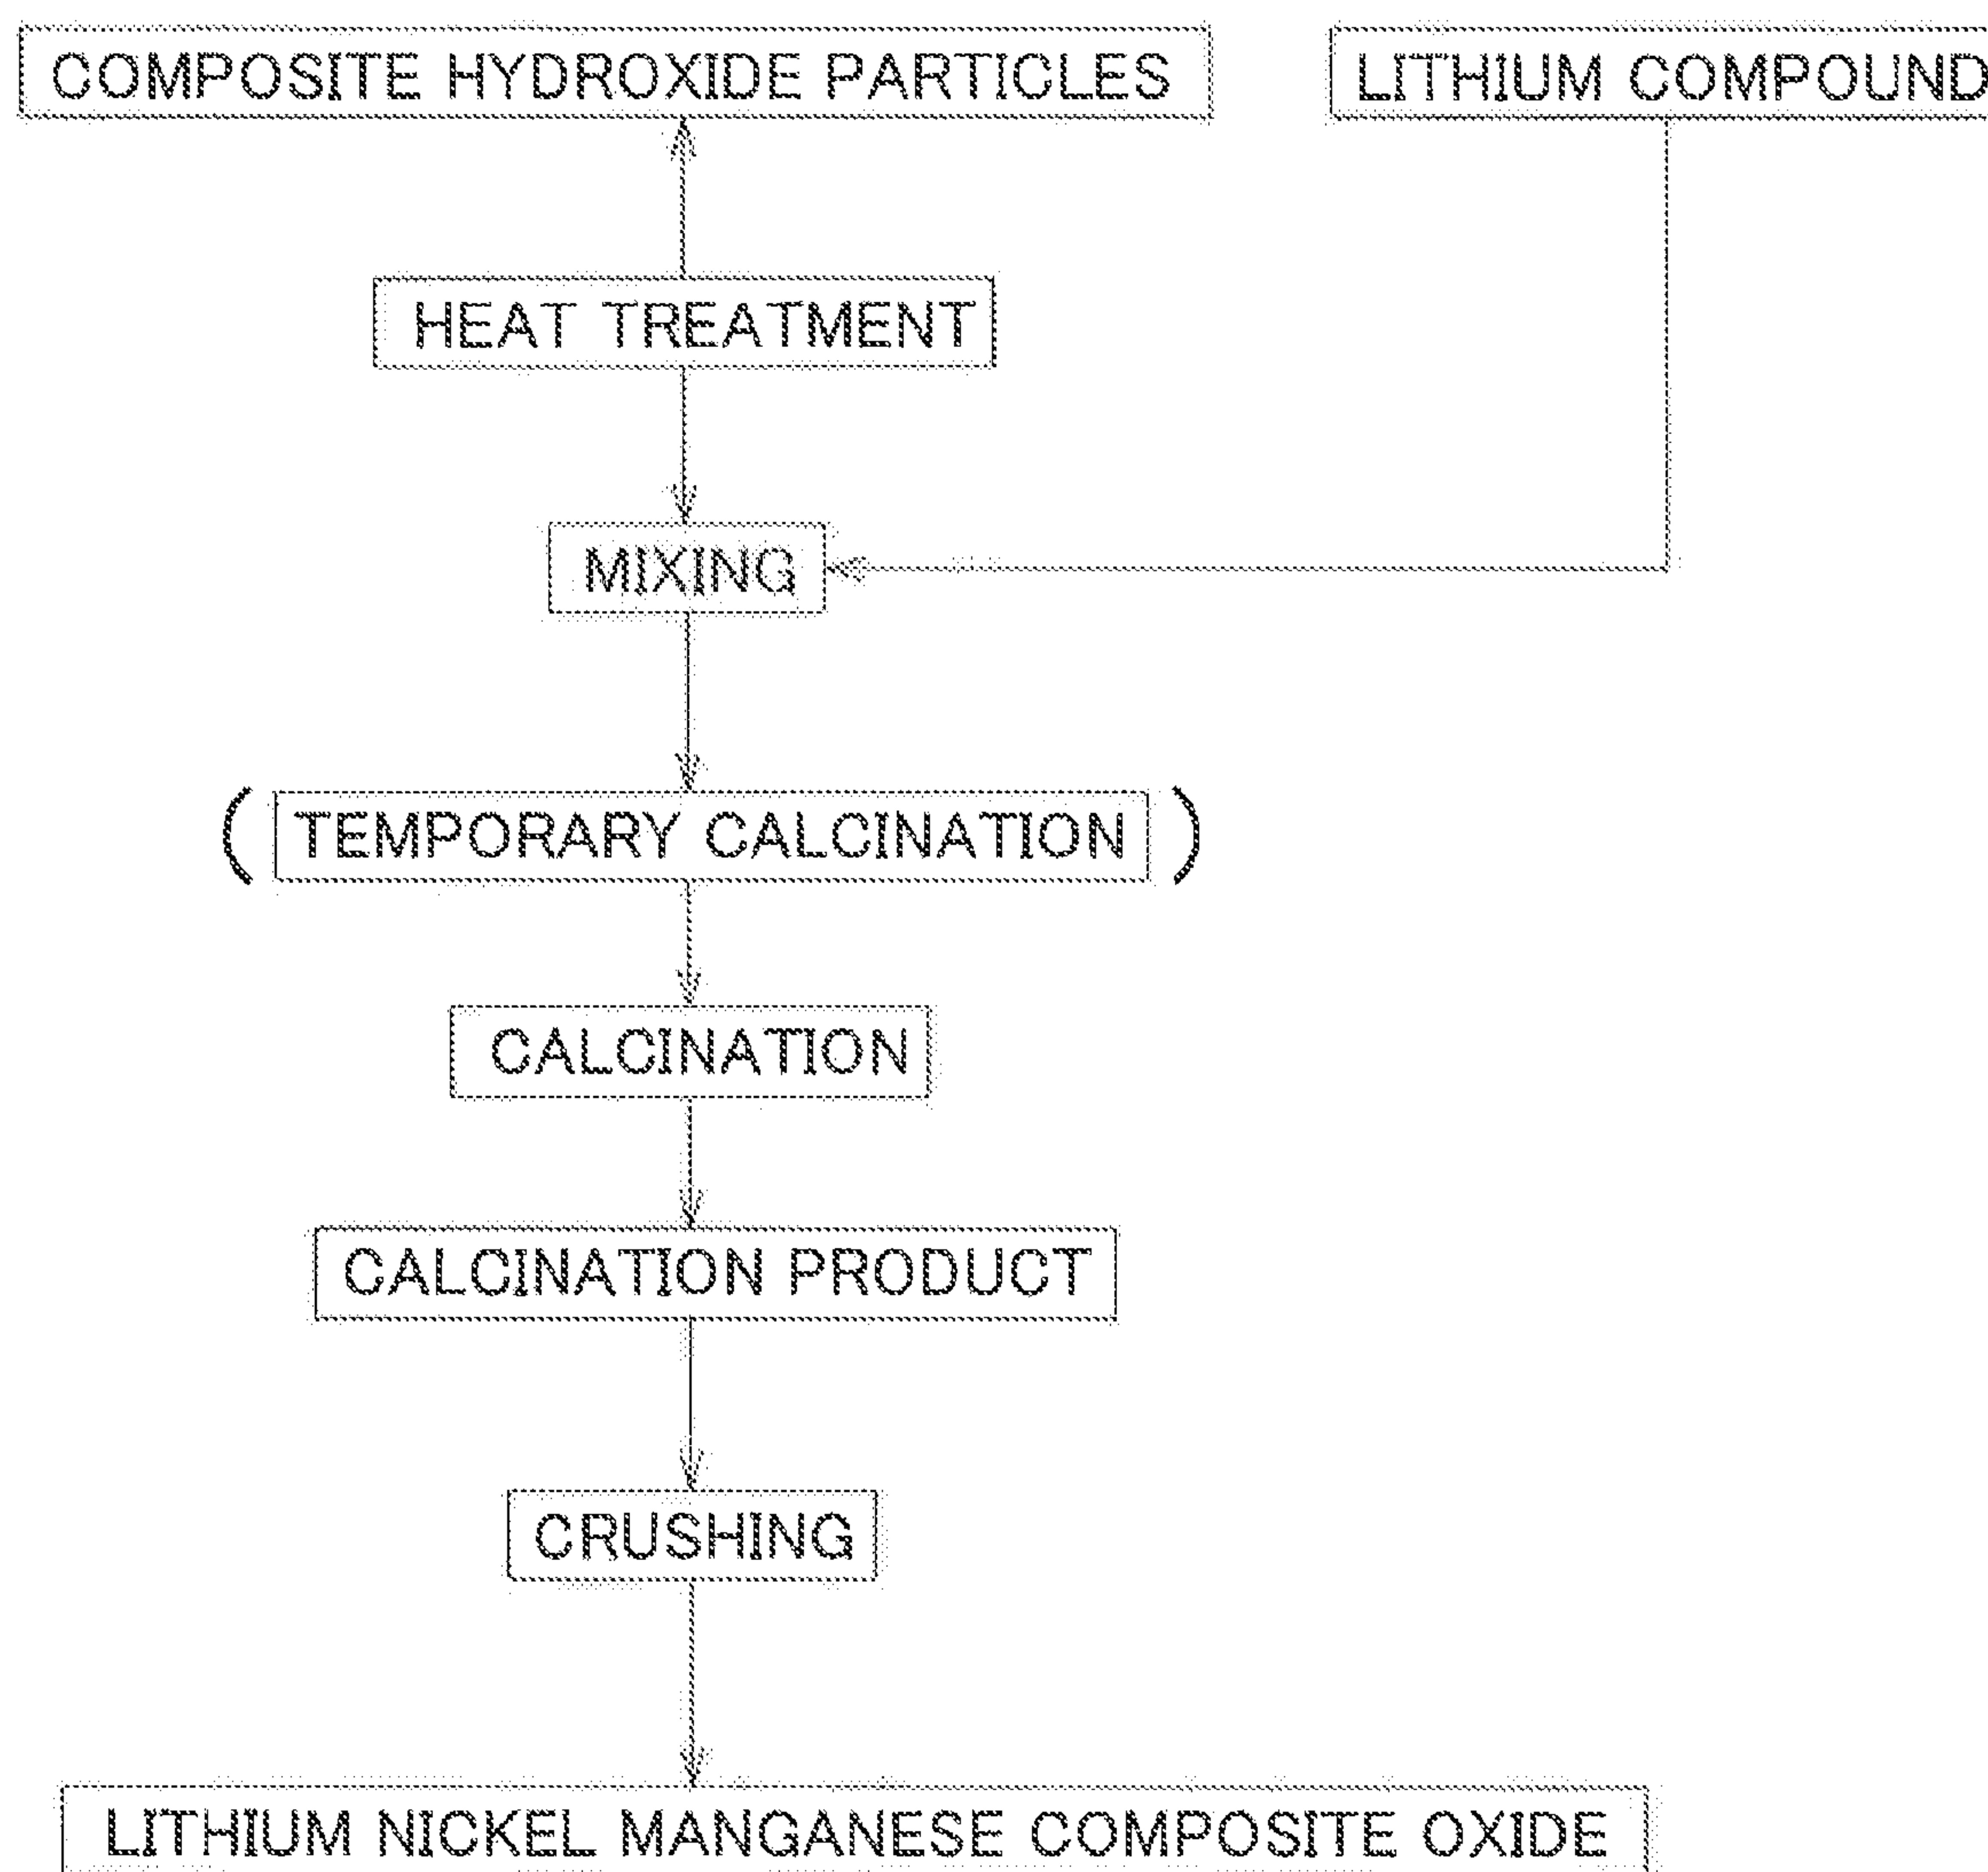 COMPOSITE HYDROXIDE PARTICLES
LITHIUM COMPOUND
HEAT TREATMENT
MIXING
( TEMPORARY CALCINATION )
CALCINATION
CALCINATION PRODUCT
CRUSHING
LITHIUM NICKEL MANGANESE COMPOSITE OXIDE